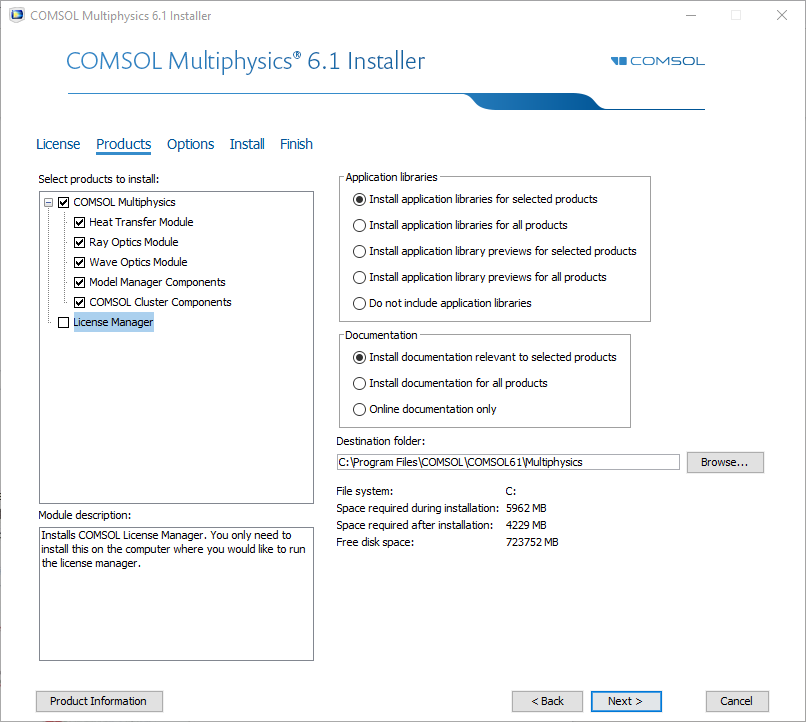 COMSOL Multiphysics 6.1 Installer
COMSOL Multiphysics® 6.1 Installer
COMSOL
License Products Options Install Finish
Select products to install:
COMSOL Multiphysics
Heat Transfer Module
Ray Optics Module
Wave Optics Module
Model Manager Components
COMSOL Cluster Components
License Manager
Module description:
Installs COMSOL License Manager. You only need to
install this on the computer where you would like to run
the license manager.
Application libraries
Install application libraries for selected products
Install application libraries for all products
Install application library previews for selected products
Install application library previews for all products
Do not include application libraries
Documentation
Install documentation relevant to selected products
Install documentation for all products
Online documentation only
Destination folder:
C:\Program Files\COMSOL\COMSOL61\Multiphysics
Browse...
File system: C:
Space required during installation: 5962 MB
Space required after installation: 4229 MB
Free disk space: 723752 MB
Product Information
< Back
Next >
Cancel